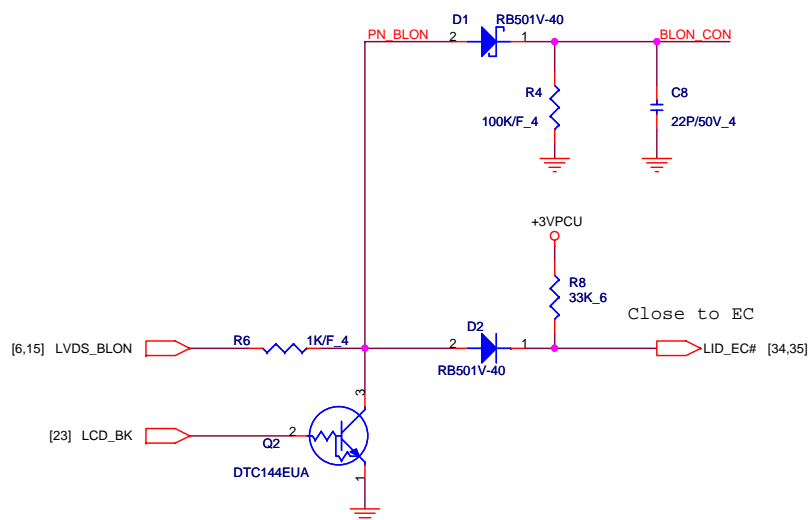 D1 RB501V-40
PN_BLON 2 1 BLON_CON
R4 C8
100K/F_4 22P/50V_4
+3VPCU
R8
33K_6
Close to EC
D2
[6,15] LVDS_BLON R6 1K/F_4 2 1 LID_EC# [34,35]
RB501V-40
3
[23] LCD_BK 2
Q2
DTC144EUA
1